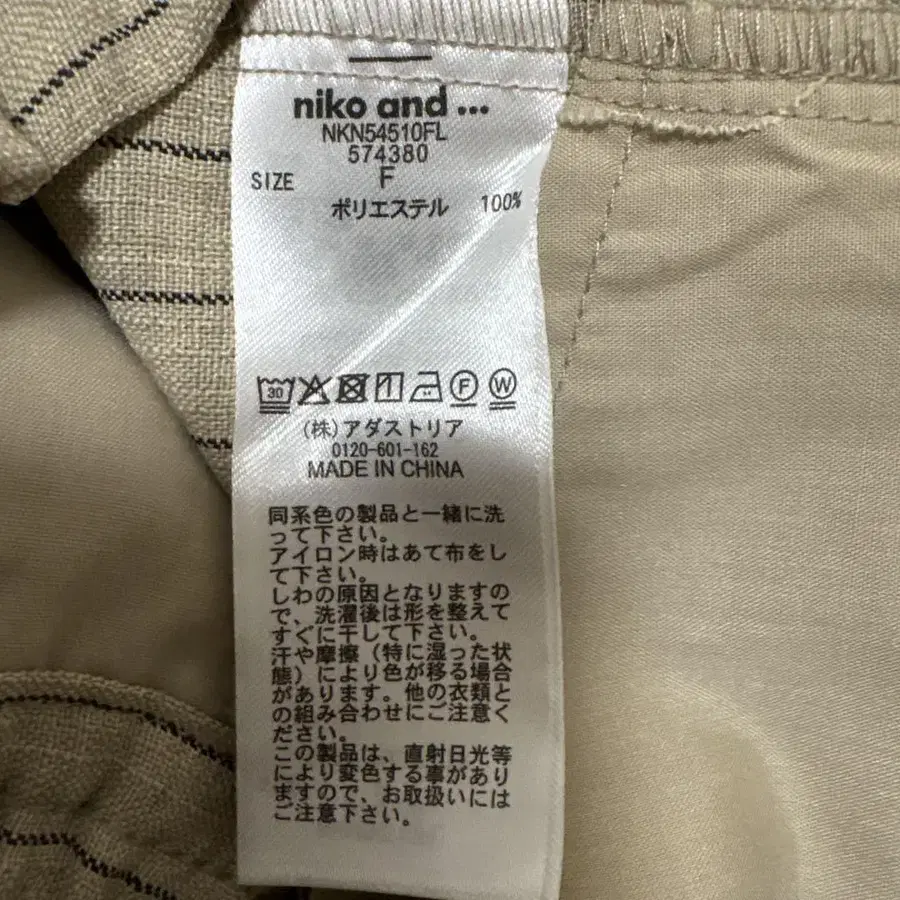 niko and ...
NKN54510FL
574380
SIZE F
ポリエステル 100%
30 F W
(株)アダストリア
0120-601-162
MADE IN CHINA
同系色の製品と一緒に洗
って下さい。
アイロン時はあて布をし
て下さい。
しわの原因となりますの
で、洗濯後は形を整えて
すぐに干して下さい。
汗や摩擦(特に湿った状
態)により色が移る場合
があります。他の衣類と
の組み合わせにご注意く
ださい。
この製品は、直射日光等
により変色する事があり
ますので、お取扱いには
ご注意下さい。